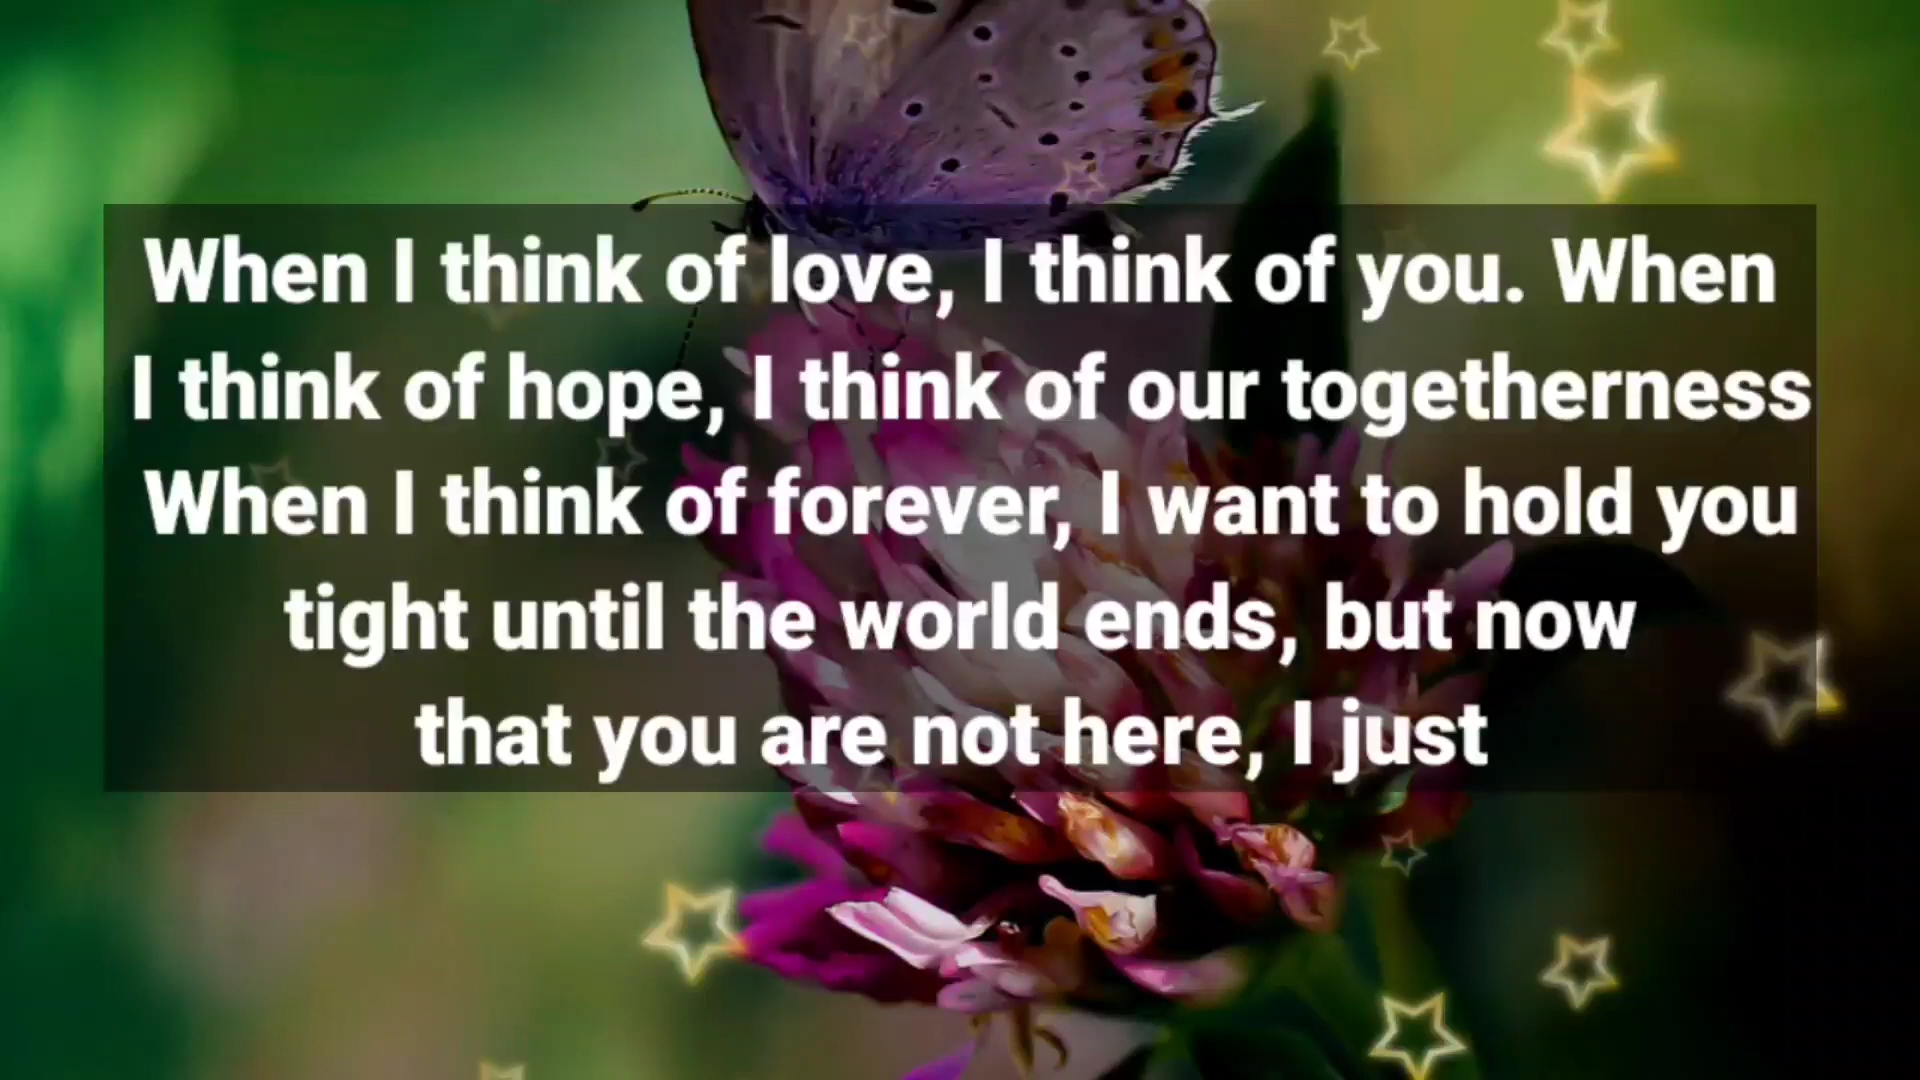 When I think of love, I think of you. When
I think of hope, I think of our togetherness
When I think of forever, I want to hold you
tight until the world ends, but now
that you are not here, I just